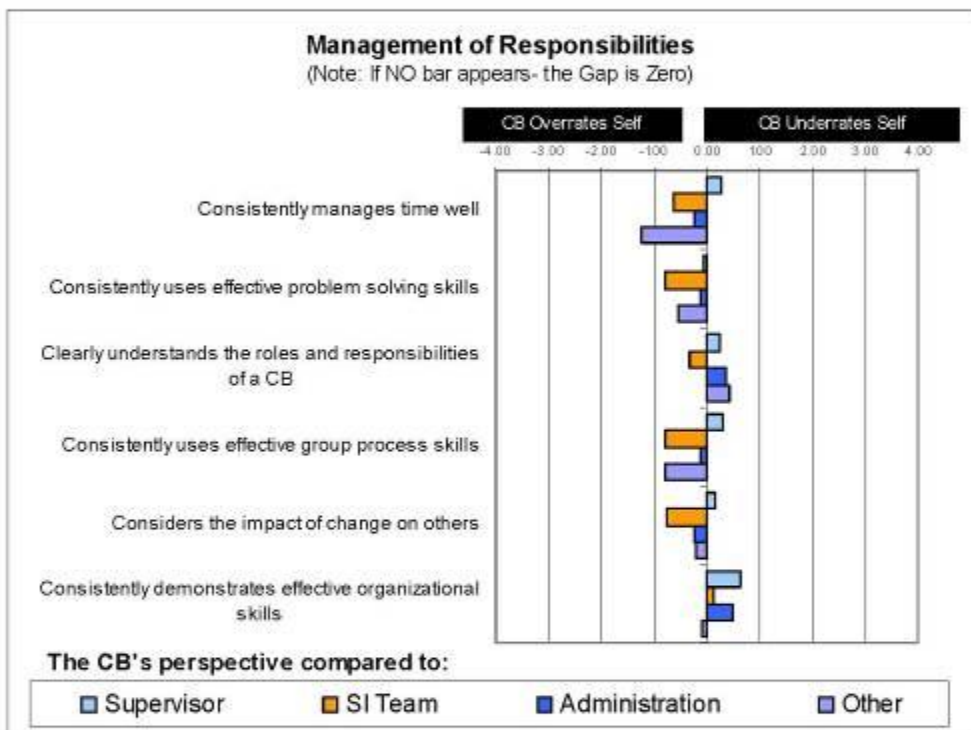 Management of Responsibilities
(Note: If NO bar appears- the Gap is Zero)
CB Overrates Self CB Underrates Self
-4.00 -3.00 -2.00 -1.00 0.00 1.00 2.00 3.00 4.00
Consistently manages time well
Consistently uses effective problem solving skills
Clearly understands the roles and responsibilities
of a CB
Consistently uses effective group process skills
Considers the impact of change on others
Consistently demonstrates effective organizational
skills
The CB's perspective compared to:
Supervisor SI Team Administration Other